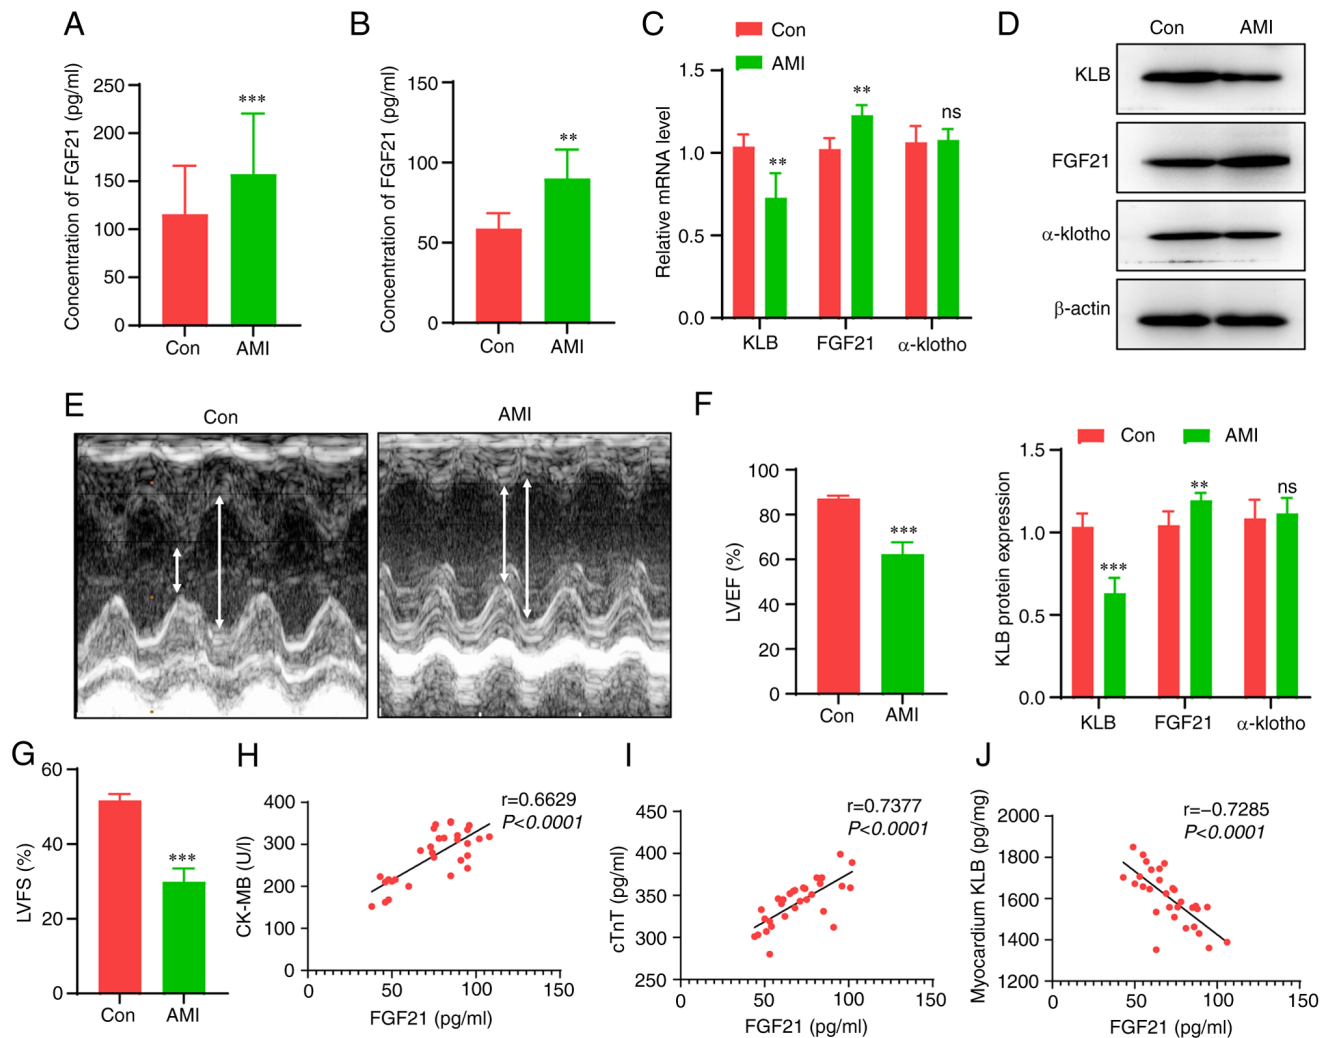 A
Concentration of FGF21 (pg/ml)
250
200
150
100
50
0
***
Con
AMI
B
Concentration of FGF21 (pg/ml)
150
100
50
0
**
Con
AMI
C
Con
AMI
Relative mRNA level
1.5
1.0
0.5
0.0
**
**
ns
KLB
FGF21
α-klotho
D
Con
AMI
KLB
FGF21
α-klotho
β-actin
E
Con
AMI
F
LVEF (%)
100
80
60
40
20
0
***
Con
AMI
Con
AMI
KLB protein expression
1.5
1.0
0.5
0.0
***
**
ns
KLB
FGF21
α-klotho
G
LVFS (%)
60
40
20
0
***
Con
AMI
H
CK-MB (U/l)
400
300
200
100
0
r=0.6629
P<0.0001
0
50
100
150
FGF21 (pg/ml)
I
cTnT (pg/ml)
450
400
350
300
250
r=0.7377
P<0.0001
0
50
100
150
FGF21 (pg/ml)
J
Myocardium KLB (pg/mg)
2000
1800
1600
1400
1200
r=−0.7285
P<0.0001
0
50
100
150
FGF21 (pg/ml)